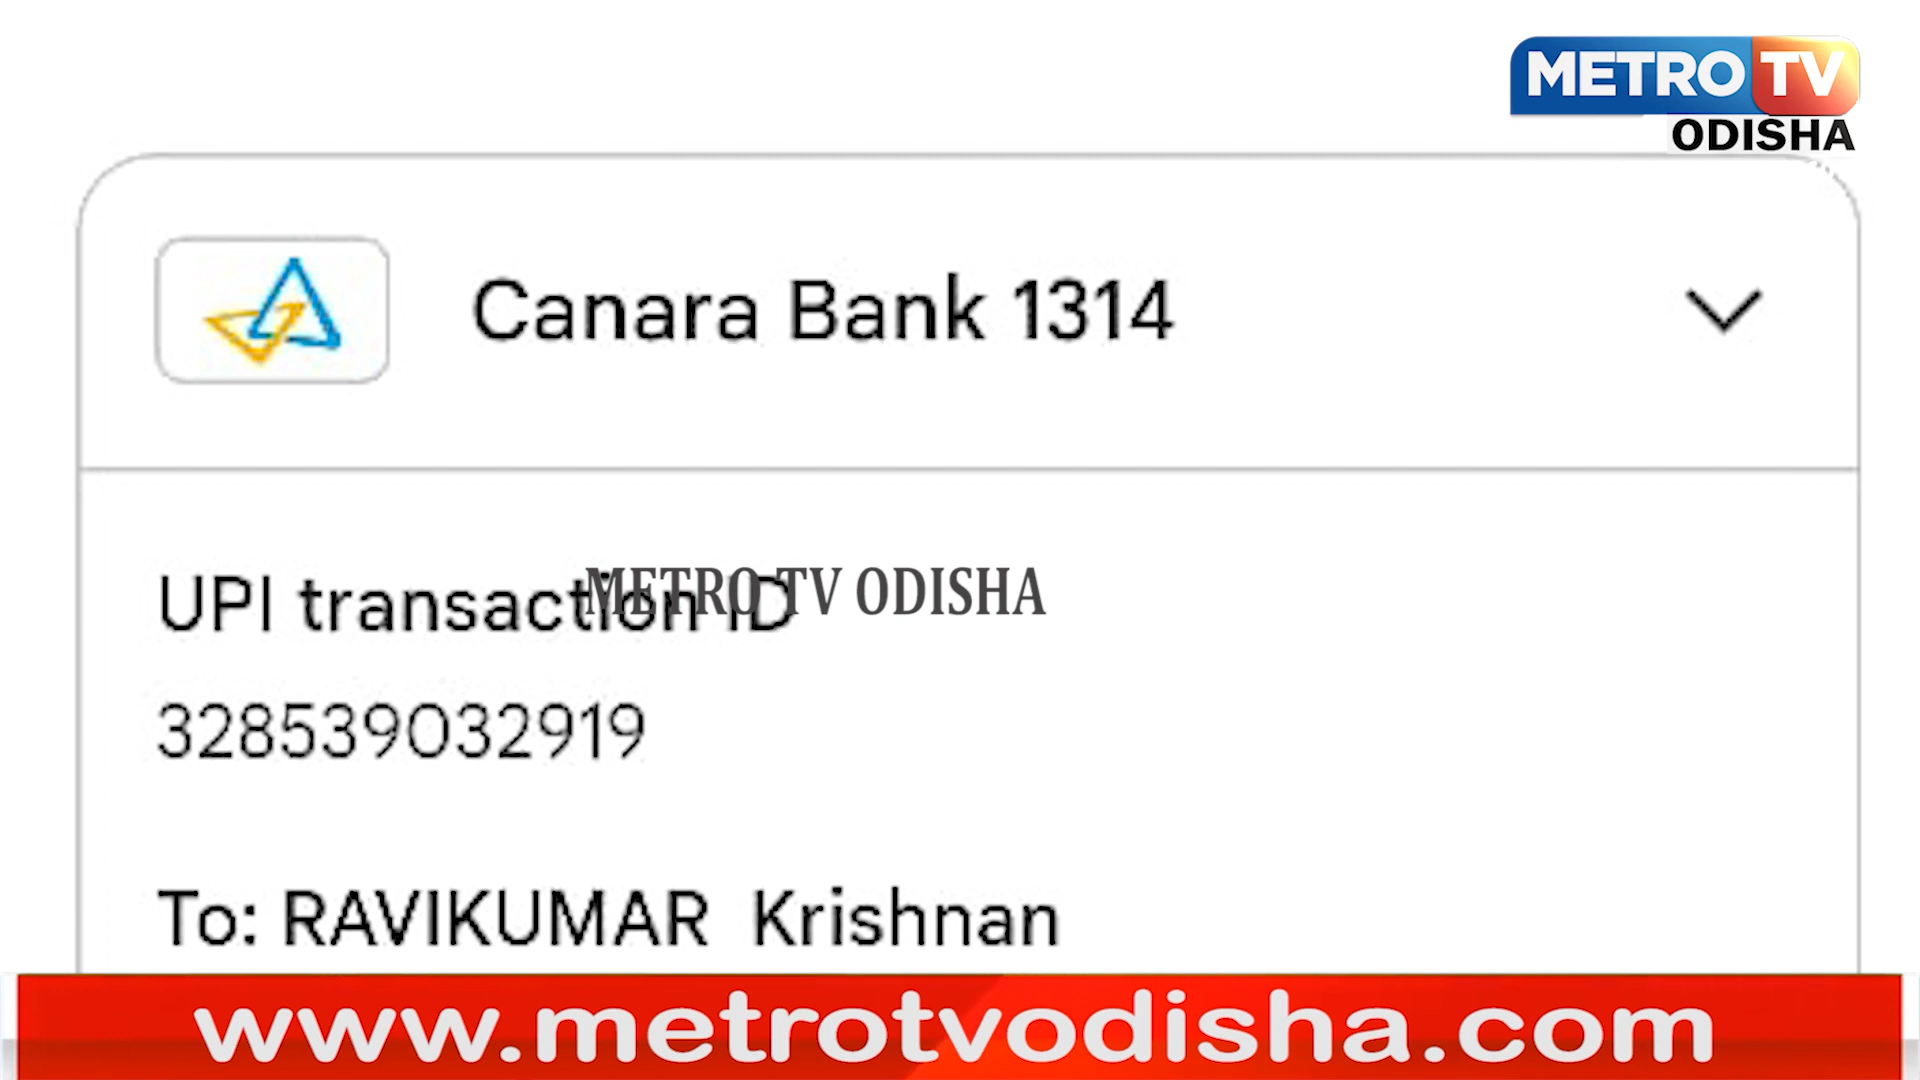 METRO TV
ODISHA
Canara Bank 1314
UPI transaction ID
METRO TV ODISHA
328539032919
To: RAVIKUMAR Krishnan
www.metrotvodisha.com